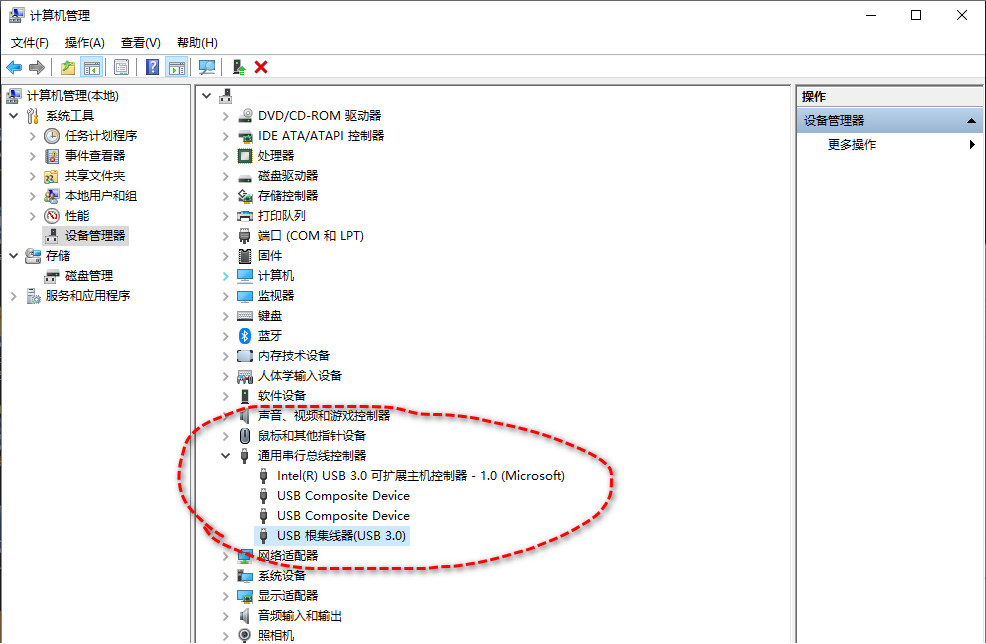 计算机管理
文件(F) 操作(A) 查看(V) 帮助(H)
计算机管理(本地)
系统工具
任务计划程序
事件查看器
共享文件夹
本地用户和组
性能
设备管理器
存储
磁盘管理
服务和应用程序
DVD/CD-ROM 驱动器
IDE ATA/ATAPI 控制器
处理器
磁盘驱动器
存储控制器
打印队列
端口 (COM 和 LPT)
固件
计算机
监视器
键盘
蓝牙
内存技术设备
人体学输入设备
软件设备
声音、视频和游戏控制器
鼠标和其他指针设备
通用串行总线控制器
Intel(R) USB 3.0 可扩展主机控制器 - 1.0 (Microsoft)
USB Composite Device
USB Composite Device
USB 根集线器(USB 3.0)
网络适配器
系统设备
显示适配器
音频输入和输出
照相机
操作
设备管理器
更多操作